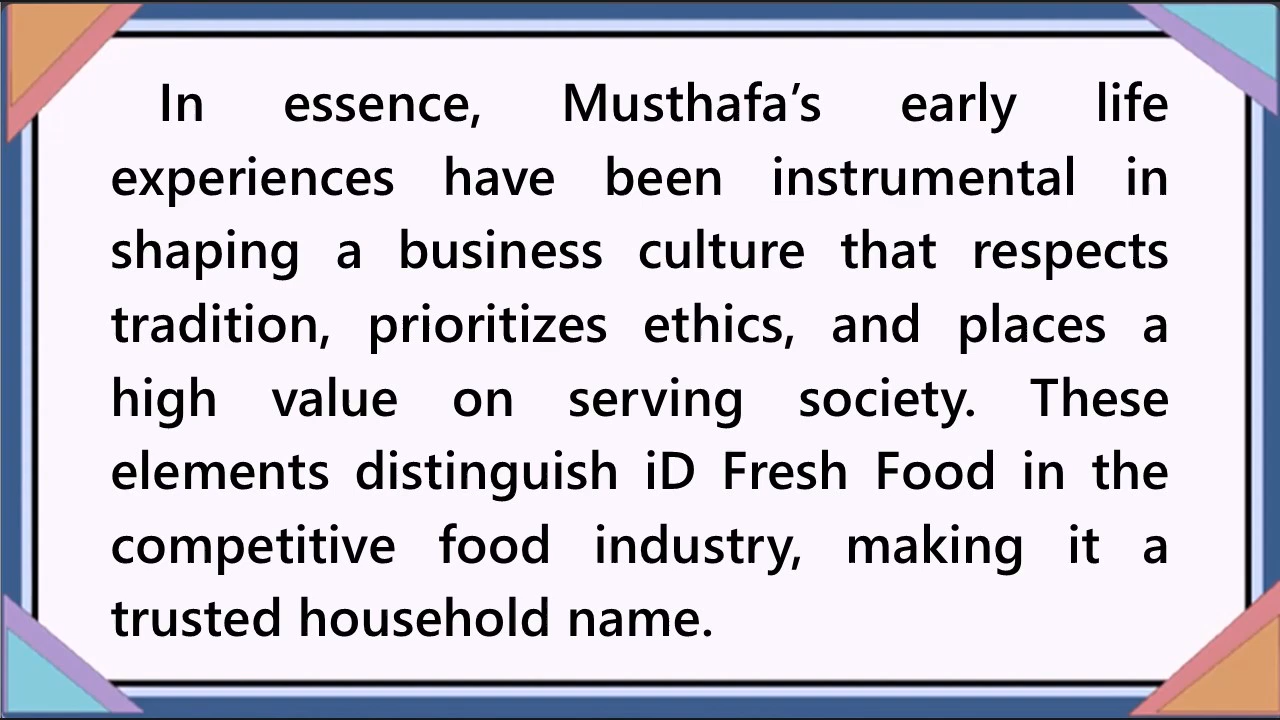 In essence, Musthafa’s early life
experiences have been instrumental in
shaping a business culture that respects
tradition, prioritizes ethics, and places a
high value on serving society. These
elements distinguish iD Fresh Food in the
competitive food industry, making it a
trusted household name.